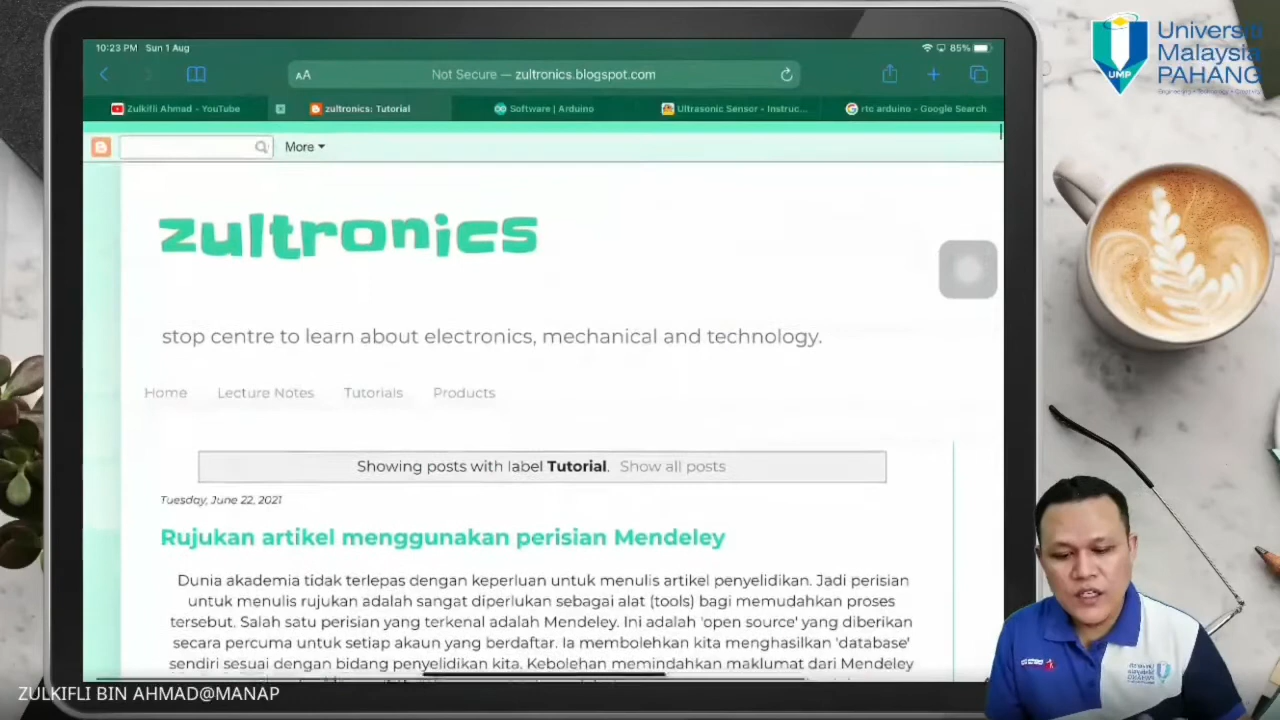 10:23 PM Sun 1 Aug
85%
AA
Not Secure — zultronics.blogspot.com
Zulkifli Ahmad - YouTube
zultronics: Tutorial
Software | Arduino
Ultrasonic Sensor - Instruc...
rtc arduino - Google Search
More
zultronics
stop centre to learn about electronics, mechanical and technology.
Home Lecture Notes Tutorials Products
Showing posts with label Tutorial. Show all posts
Tuesday, June 22, 2021
Rujukan artikel menggunakan perisian Mendeley
Dunia akademia tidak terlepas dengan keperluan untuk menulis artikel penyelidikan. Jadi perisian
untuk menulis rujukan adalah sangat diperlukan sebagai alat (tools) bagi memudahkan proses
tersebut. Salah satu perisian yang terkenal adalah Mendeley. Ini adalah 'open source' yang diberikan
secara percuma untuk setiap akaun yang berdaftar. Ia membolehkan kita menghasilkan 'database'
sendiri sesuai dengan bidang penyelidikan kita. Kebolehan memindahkan maklumat dari Mendeley
ZULKIFLI BIN AHMAD@MANAP
UMP
Universiti
Malaysia
PAHANG